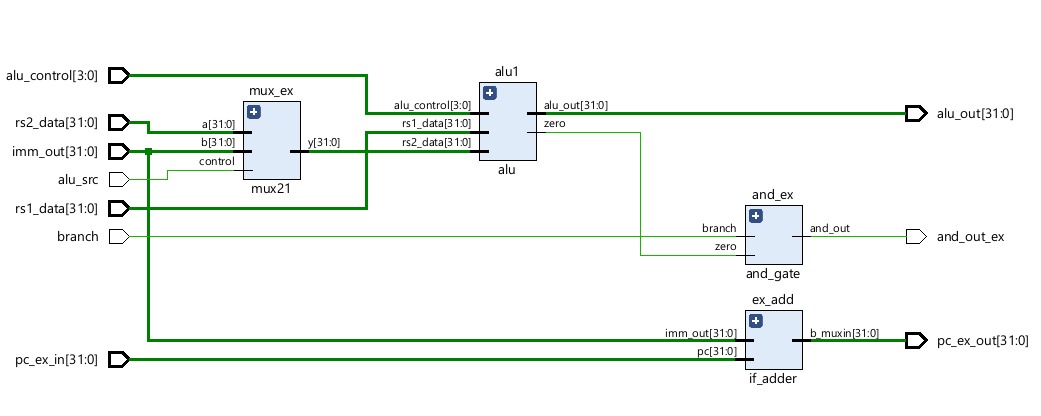 alu1
alu_control[3:0]
mux_ex
alu_control[3:0]
alu_out[31:0]
alu_out[31:0]
rs2_data[31:0]
a[31:0]
rs1_data[31:0]
zero
imm_out[31:0]
b[31:0]
y[31:0]
rs2_data[31:0]
control
alu
alu_src
mux21
and_ex
rs1_data[31:0]
branch
branch
and_out
and_out_ex
zero
and_gate
ex_add
imm_out[31:0]
b_muxin[31:0]
pc_ex_out[31:0]
pc_ex_in[31:0]
pc[31:0]
if_adder